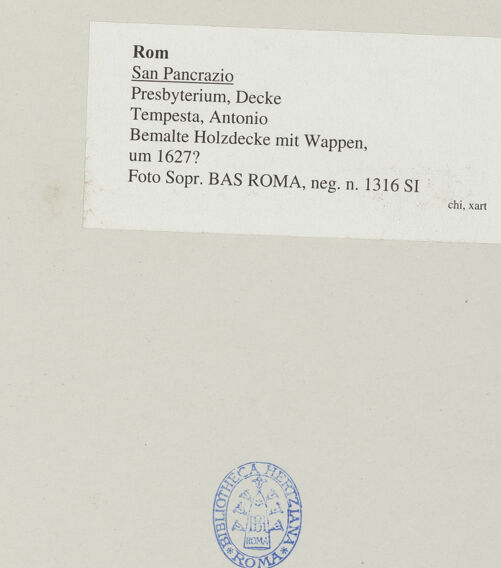 Rom
San Pancrazio
Presbyterium, Decke
Tempesta, Antonio
Bemalte Holzdecke mit Wappen,
um 1627?
Foto Sopr. BAS ROMA, neg. n. 1316 SI
chi, xart
BIBLIOTHECA HERTZIANA
ROMA
* ROMA *